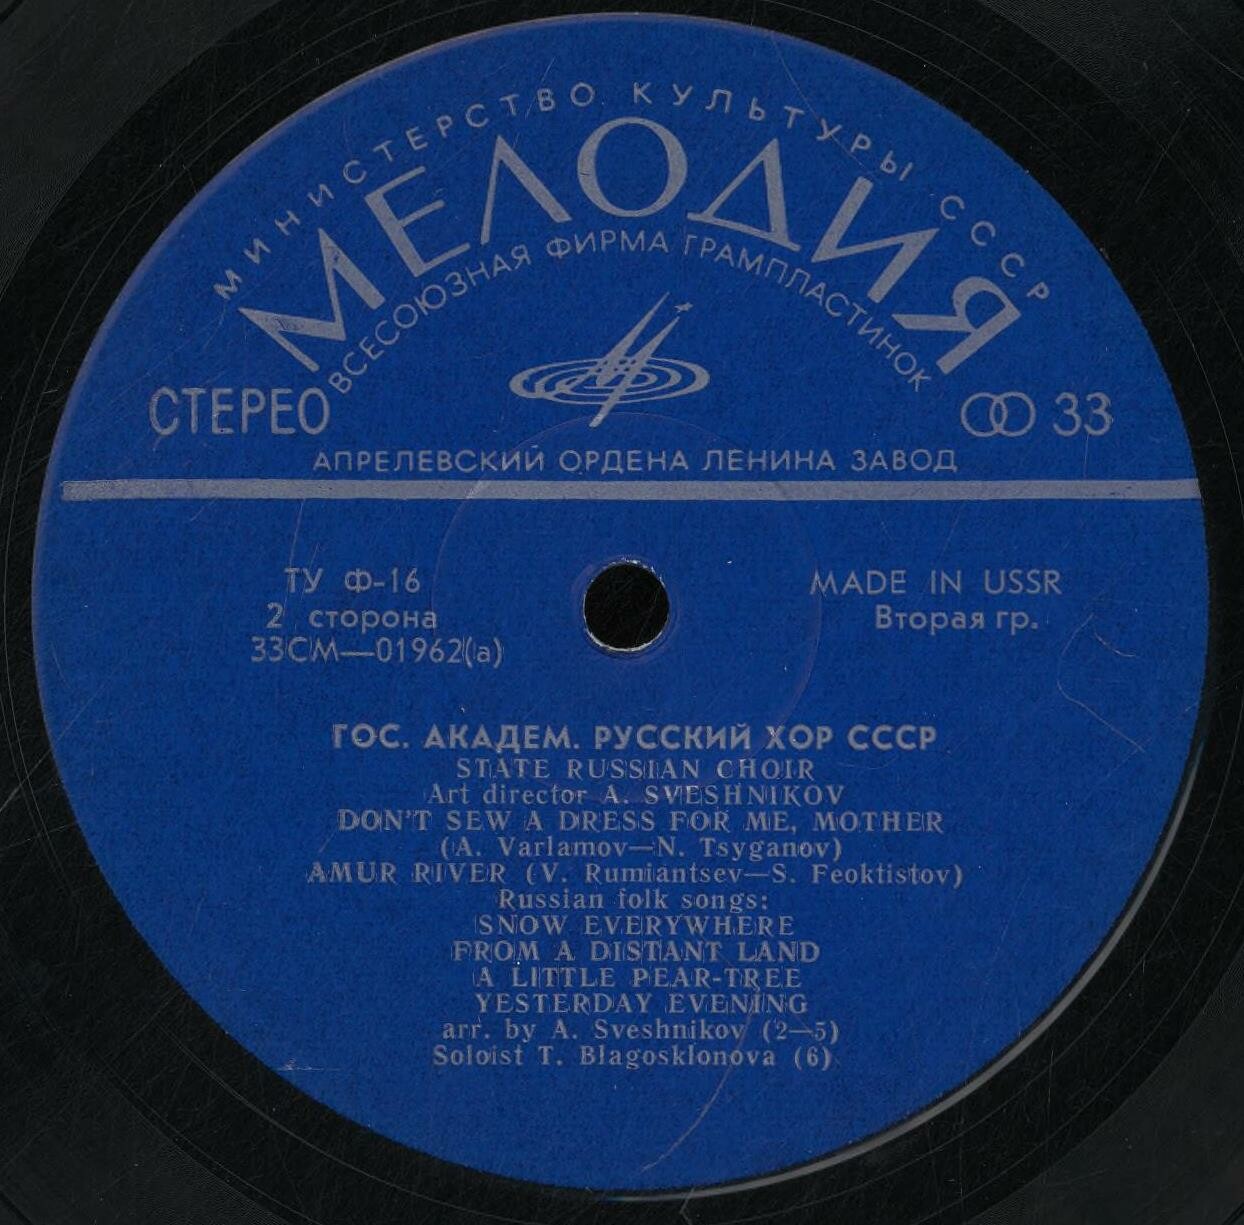 МИНИСТЕРСТВО КУЛЬТУРЫ СССР
МЕЛОДИЯ
ВСЕСОЮЗНАЯ ФИРМА ГРАМПЛАСТИНОК
СТЕРЕО
33
АПРЕЛЕВСКИЙ ОРДЕНА ЛЕНИНА ЗАВОД
ТУ Ф-16
MADE IN USSR
2 сторона
Вторая гр.
33СМ—01962(а)
ГОС. АКАДЕМ. РУССКИЙ ХОР СССР
STATE RUSSIAN CHOIR
Art director A. SVESHNIKOV
DON'T SEW A DRESS FOR ME, MOTHER
(A. Varlamov—N. Tsyganov)
AMUR RIVER (V. Rumiantsev—S. Feoktistov)
Russian folk songs:
SNOW EVERYWHERE
FROM A DISTANT LAND
A LITTLE PEAR-TREE
YESTERDAY EVENING
arr. by A. Sveshnikov (2—5)
Soloist T. Blagosklonova (6)